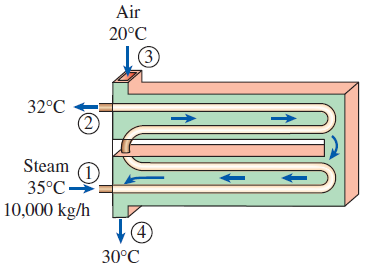 Air
20°C
③
32°C
②
Steam
①
35°C
10,000 kg/h
④
30°C